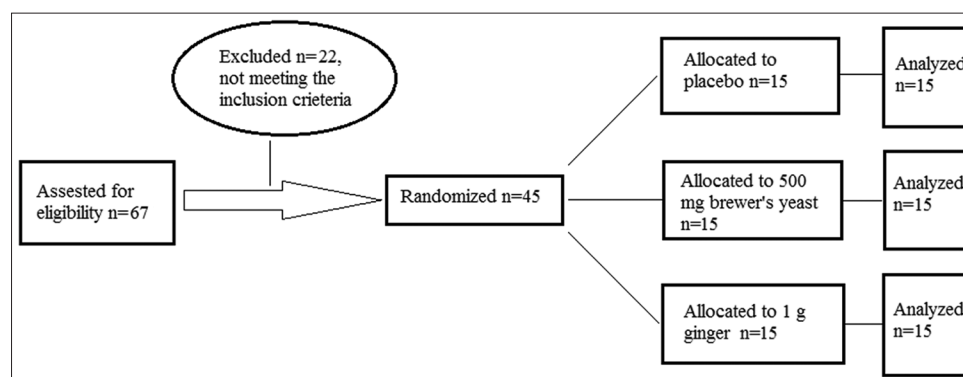 Excluded n=22,
not meeting the
inclusion crieteria
Assested for
eligibility n=67
Randomized n=45
Allocated to
placebo n=15
Analyzed
n=15
Allocated to 500
mg brewer's yeast
n=15
Analyzed
n=15
Allocated to 1 g
ginger n=15
Analyzed
n=15